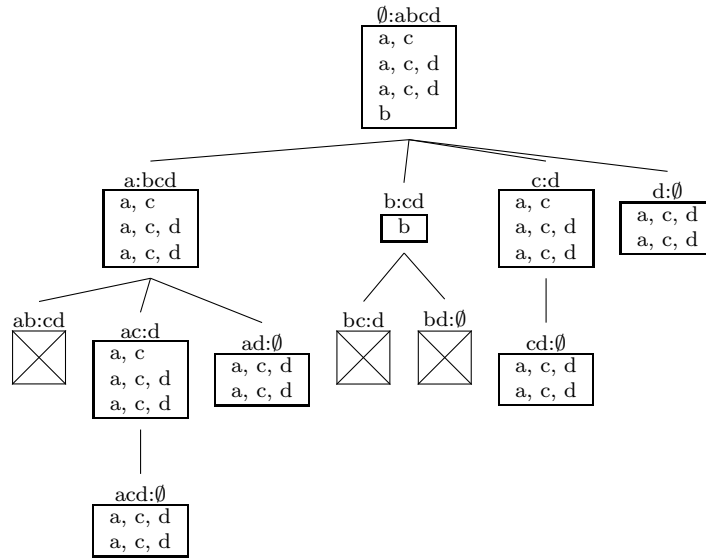 ∅:abcd
a, c
a, c, d
a, c, d
b
a:bcd
a, c
a, c, d
a, c, d
b:cd
b
c:d
a, c
a, c, d
a, c, d
d:∅
a, c, d
a, c, d
ab:cd
ac:d
a, c
a, c, d
a, c, d
ad:∅
a, c, d
a, c, d
bc:d
bd:∅
cd:∅
a, c, d
a, c, d
acd:∅
a, c, d
a, c, d